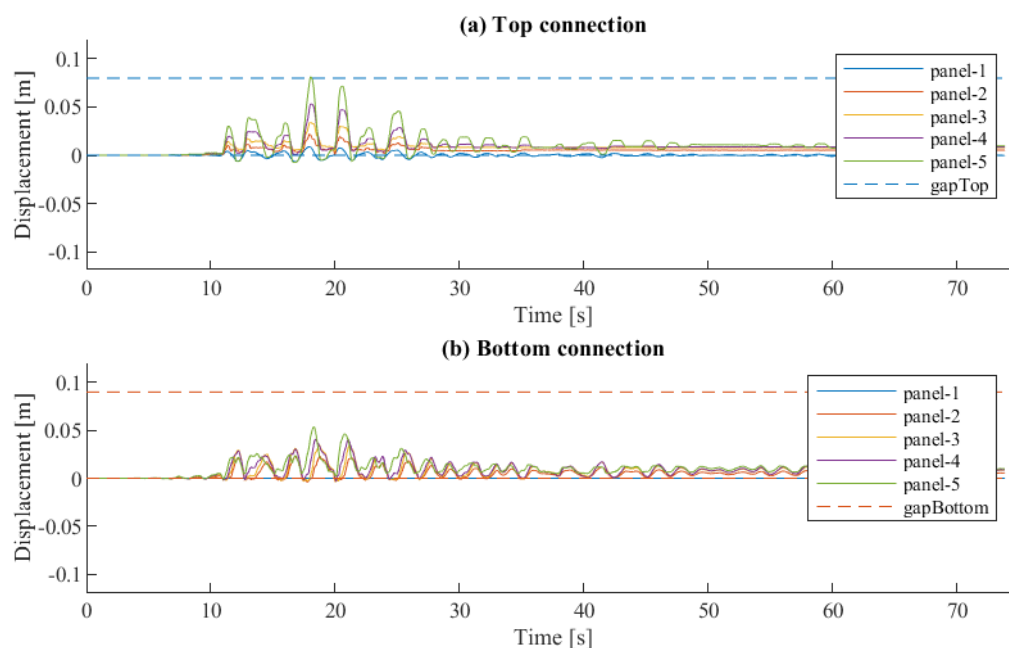 (a) Top connection
0.1
0.05
0
-0.05
-0.1
Displacement [m]
panel-1
panel-2
panel-3
panel-4
panel-5
gapTop
0 10 20 30 40 50 60 70
Time [s]
(b) Bottom connection
0.1
0.05
0
-0.05
-0.1
Displacement [m]
panel-1
panel-2
panel-3
panel-4
panel-5
gapBottom
0 10 20 30 40 50 60 70
Time [s]